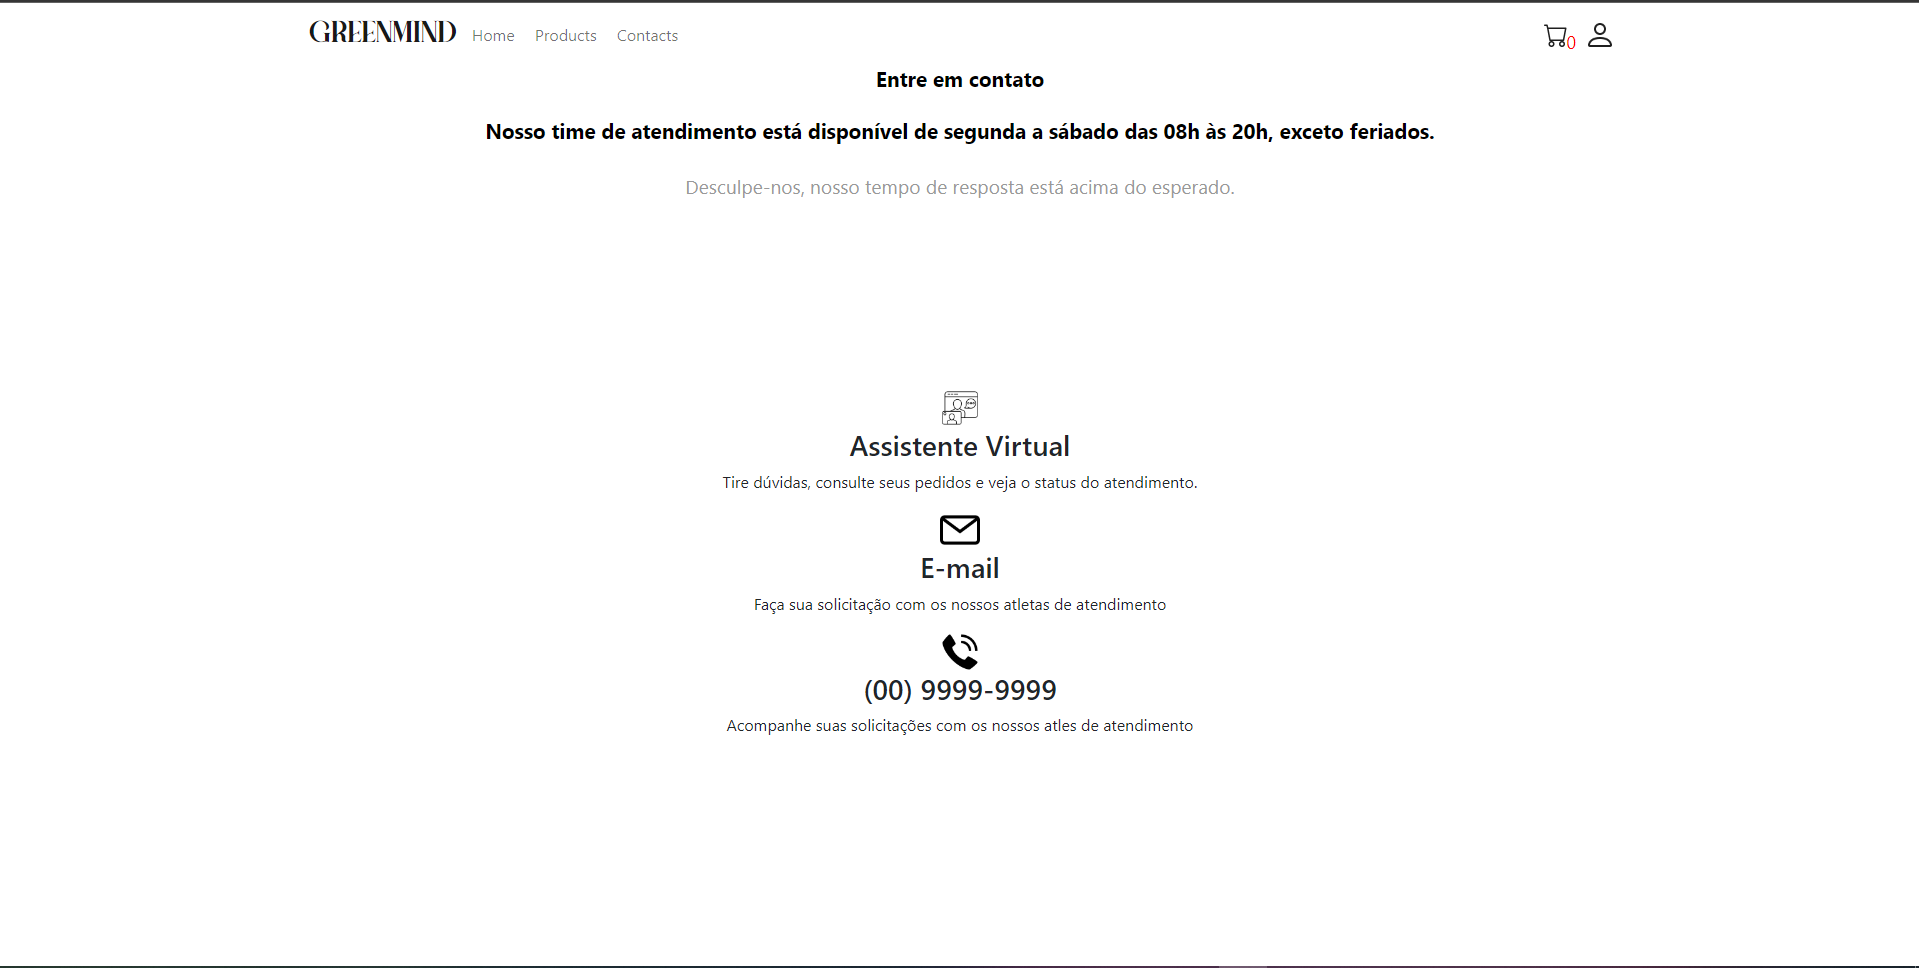 GREENMIND Home Products Contacts 0
Entre em contato
Nosso time de atendimento está disponível de segunda a sábado das 08h às 20h, exceto feriados.
Desculpe-nos, nosso tempo de resposta está acima do esperado.
Assistente Virtual
Tire dúvidas, consulte seus pedidos e veja o status do atendimento.
E-mail
Faça sua solicitação com os nossos atletas de atendimento
(00) 9999-9999
Acompanhe suas solicitações com os nossos atles de atendimento